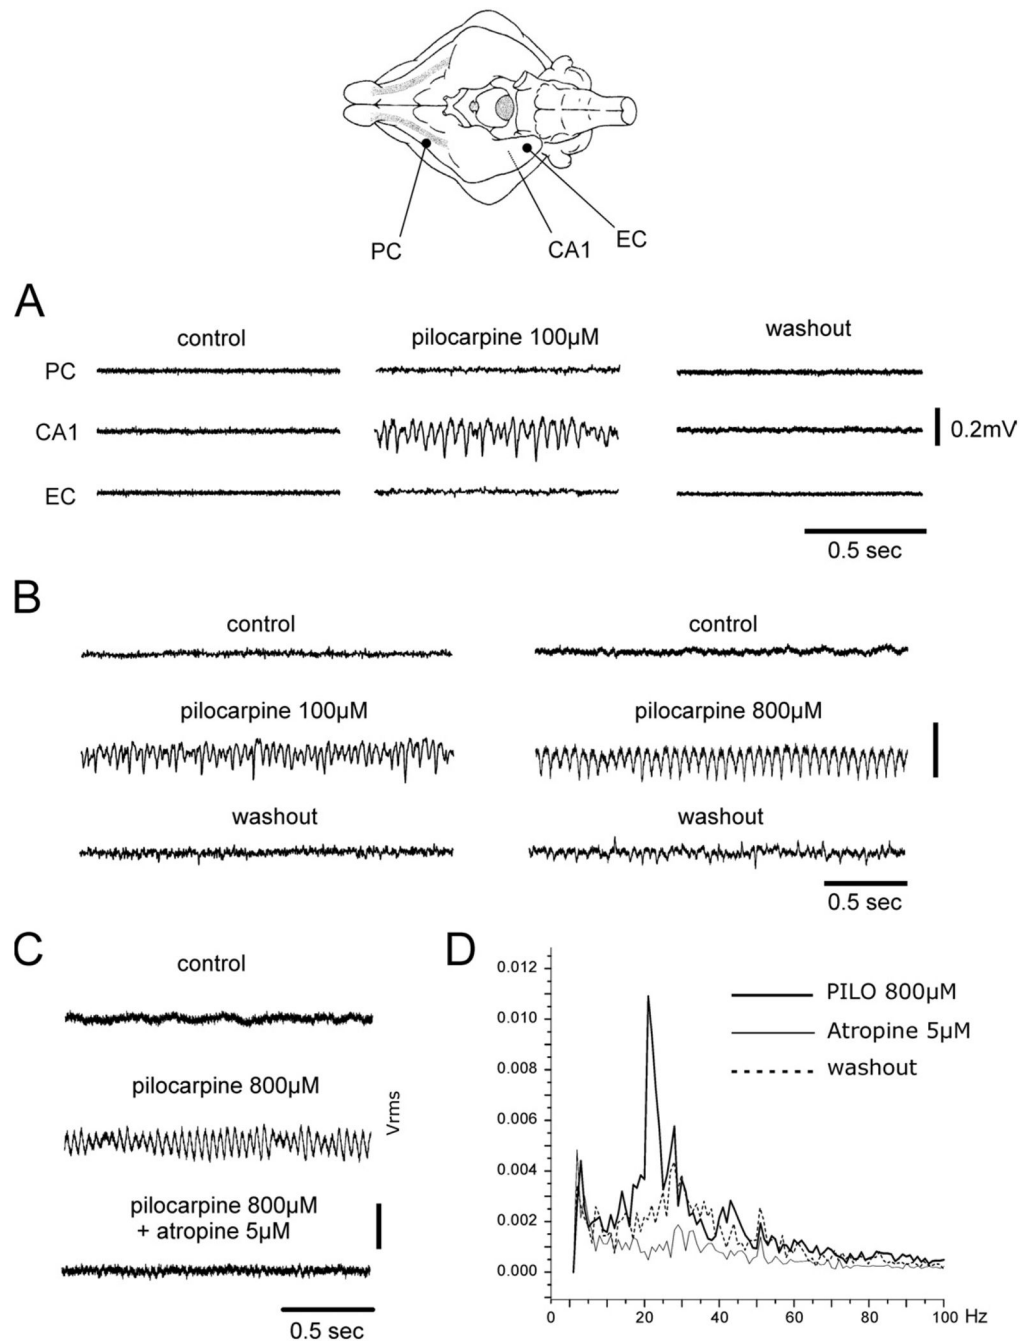 PC
CA1
EC
A
control
pilocarpine 100µM
washout
PC
CA1
0.2mV
EC
0.5 sec
B
control
control
pilocarpine 100µM
pilocarpine 800µM
washout
washout
0.5 sec
C
control
pilocarpine 800µM
pilocarpine 800µM
+ atropine 5µM
0.5 sec
D
Vrms
0.012
0.010
0.008
0.006
0.004
0.002
0.000
0 20 40 60 80 100 Hz
PILO 800µM
Atropine 5µM
washout